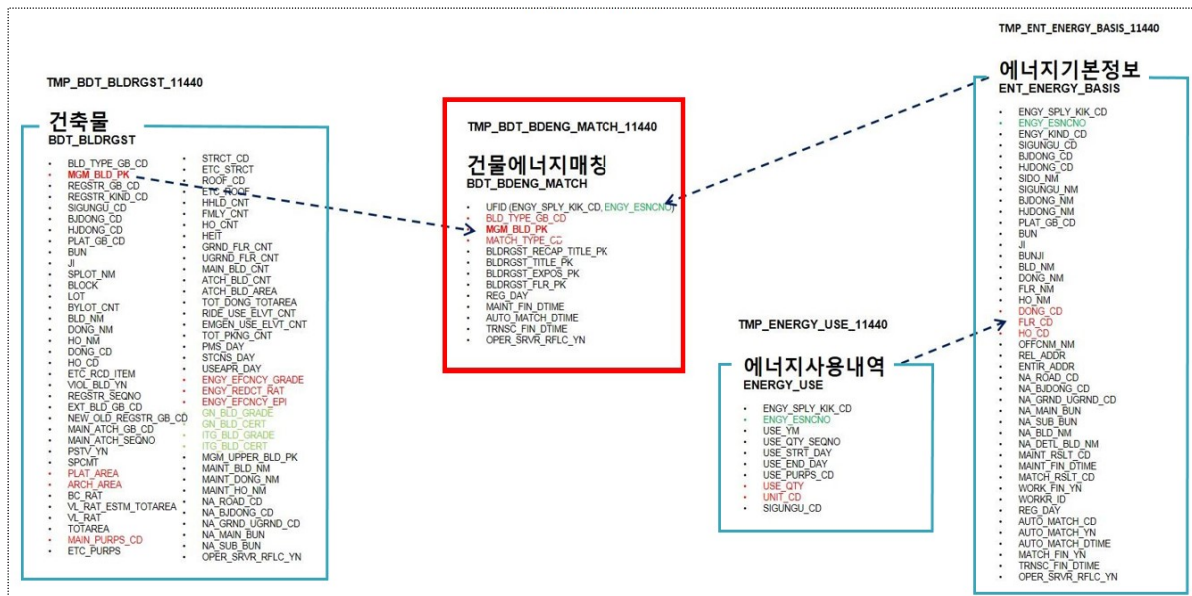 TMP_BDT_BLDRGST_11440
건축물
BDT_BLDRGST
• BLD_TYPE_GB_CD
• MGM_BLD_PK
• REGSTR_GB_CD
• REGSTR_KIND_CD
• SIGUNGU_CD
• BJDONG_CD
• HJDONG_CD
• PLAT_GB_CD
• BUN
• JI
• SPLOT_NM
• BLOCK
• LOT
• BYLOT_CNT
• BLD_NM
• DONG_NM
• HO_NM
• DONG_CD
• HO_CD
• ETC_RCD_ITEM
• VIOL_BLD_YN
• REGSTR_SEQNO
• EXT_BLD_GB_CD
• NEW_OLD_REGSTR_GB_CD
• MAIN_ATCH_GB_CD
• MAIN_ATCH_SEQNO
• PSTV_YN
• SPCMT
• PLAT_AREA
• ARCH_AREA
• BC_RAT
• VL_RAT_ESTM_TOTAREA
• VL_RAT
• TOTAREA
• MAIN_PURPS_CD
• ETC_PURPS
• STRCT_CD
• ETC_STRCT
• ROOF_CD
• ETC_ROOF
• HHLD_CNT
• FMLY_CNT
• HO_CNT
• HEIT
• GRND_FLR_CNT
• UGRND_FLR_CNT
• MAIN_BLD_CNT
• ATCH_BLD_CNT
• ATCH_BLD_AREA
• TOT_DONG_TOTAREA
• RIDE_USE_ELVT_CNT
• EMGEN_USE_ELVT_CNT
• TOT_PKNG_CNT
• PMS_DAY
• STCNS_DAY
• USEAPR_DAY
• ENGY_EFCNCY_GRADE
• ENGY_REDCT_RAT
• ENGY_EFCNCY_EPI
• GN_BLD_GRADE
• GN_BLD_CERT
• ITG_BLD_GRADE
• ITG_BLD_CERT
• MGM_UPPER_BLD_PK
• MAINT_BLD_NM
• MAINT_DONG_NM
• MAINT_HO_NM
• NA_ROAD_CD
• NA_BJDONG_CD
• NA_GRND_UGRND_CD
• NA_MAIN_BUN
• NA_SUB_BUN
• OPER_SRVR_RFLC_YN
TMP_BDT_BDENG_MATCH_11440
건물에너지매칭
BDT_BDENG_MATCH
• UFID (ENGY_SPLY_KIK_CD, ENGY_ESNCNO)
• BLD_TYPE_GB_CD
• MGM_BLD_PK
• MATCH_TYPE_CD
• BLDRGST_RECAP_TITLE_PK
• BLDRGST_TITLE_PK
• BLDRGST_EXPOS_PK
• BLDRGST_FLR_PK
• REG_DAY
• MAINT_FIN_DTIME
• AUTO_MATCH_DTIME
• TRNSC_FIN_DTIME
• OPER_SRVR_RFLC_YN
TMP_ENERGY_USE_11440
에너지사용내역
ENERGY_USE
• ENGY_SPLY_KIK_CD
• ENGY_ESNCNO
• USE_YM
• USE_QTY_SEQNO
• USE_STRT_DAY
• USE_END_DAY
• USE_PURPS_CD
• USE_QTY
• UNIT_CD
• SIGUNGU_CD
TMP_ENT_ENERGY_BASIS_11440
에너지기본정보
ENT_ENERGY_BASIS
• ENGY_SPLY_KIK_CD
• ENGY_ESNCNO
• ENGY_KIND_CD
• SIGUNGU_CD
• BJDONG_CD
• HJDONG_CD
• SIDO_NM
• SIGUNGU_NM
• BJDONG_NM
• HJDONG_NM
• PLAT_GB_CD
• BUN
• JI
• BUNJI
• BLD_NM
• DONG_NM
• FLR_NM
• HO_NM
• DONG_CD
• FLR_CD
• HO_CD
• OFFCNM_NM
• REL_ADDR
• ENTIR_ADDR
• NA_ROAD_CD
• NA_BJDONG_CD
• NA_GRND_UGRND_CD
• NA_MAIN_BUN
• NA_SUB_BUN
• NA_BLD_NM
• NA_DETL_BLD_NM
• MAINT_RSLT_CD
• MAINT_FIN_DTIME
• MATCH_RSLT_CD
• WORK_FIN_YN
• WORKR_ID
• REG_DAY
• AUTO_MATCH_CD
• AUTO_MATCH_YN
• AUTO_MATCH_DTIME
• MATCH_FIN_YN
• TRNSC_FIN_DTIME
• OPER_SRVR_RFLC_YN